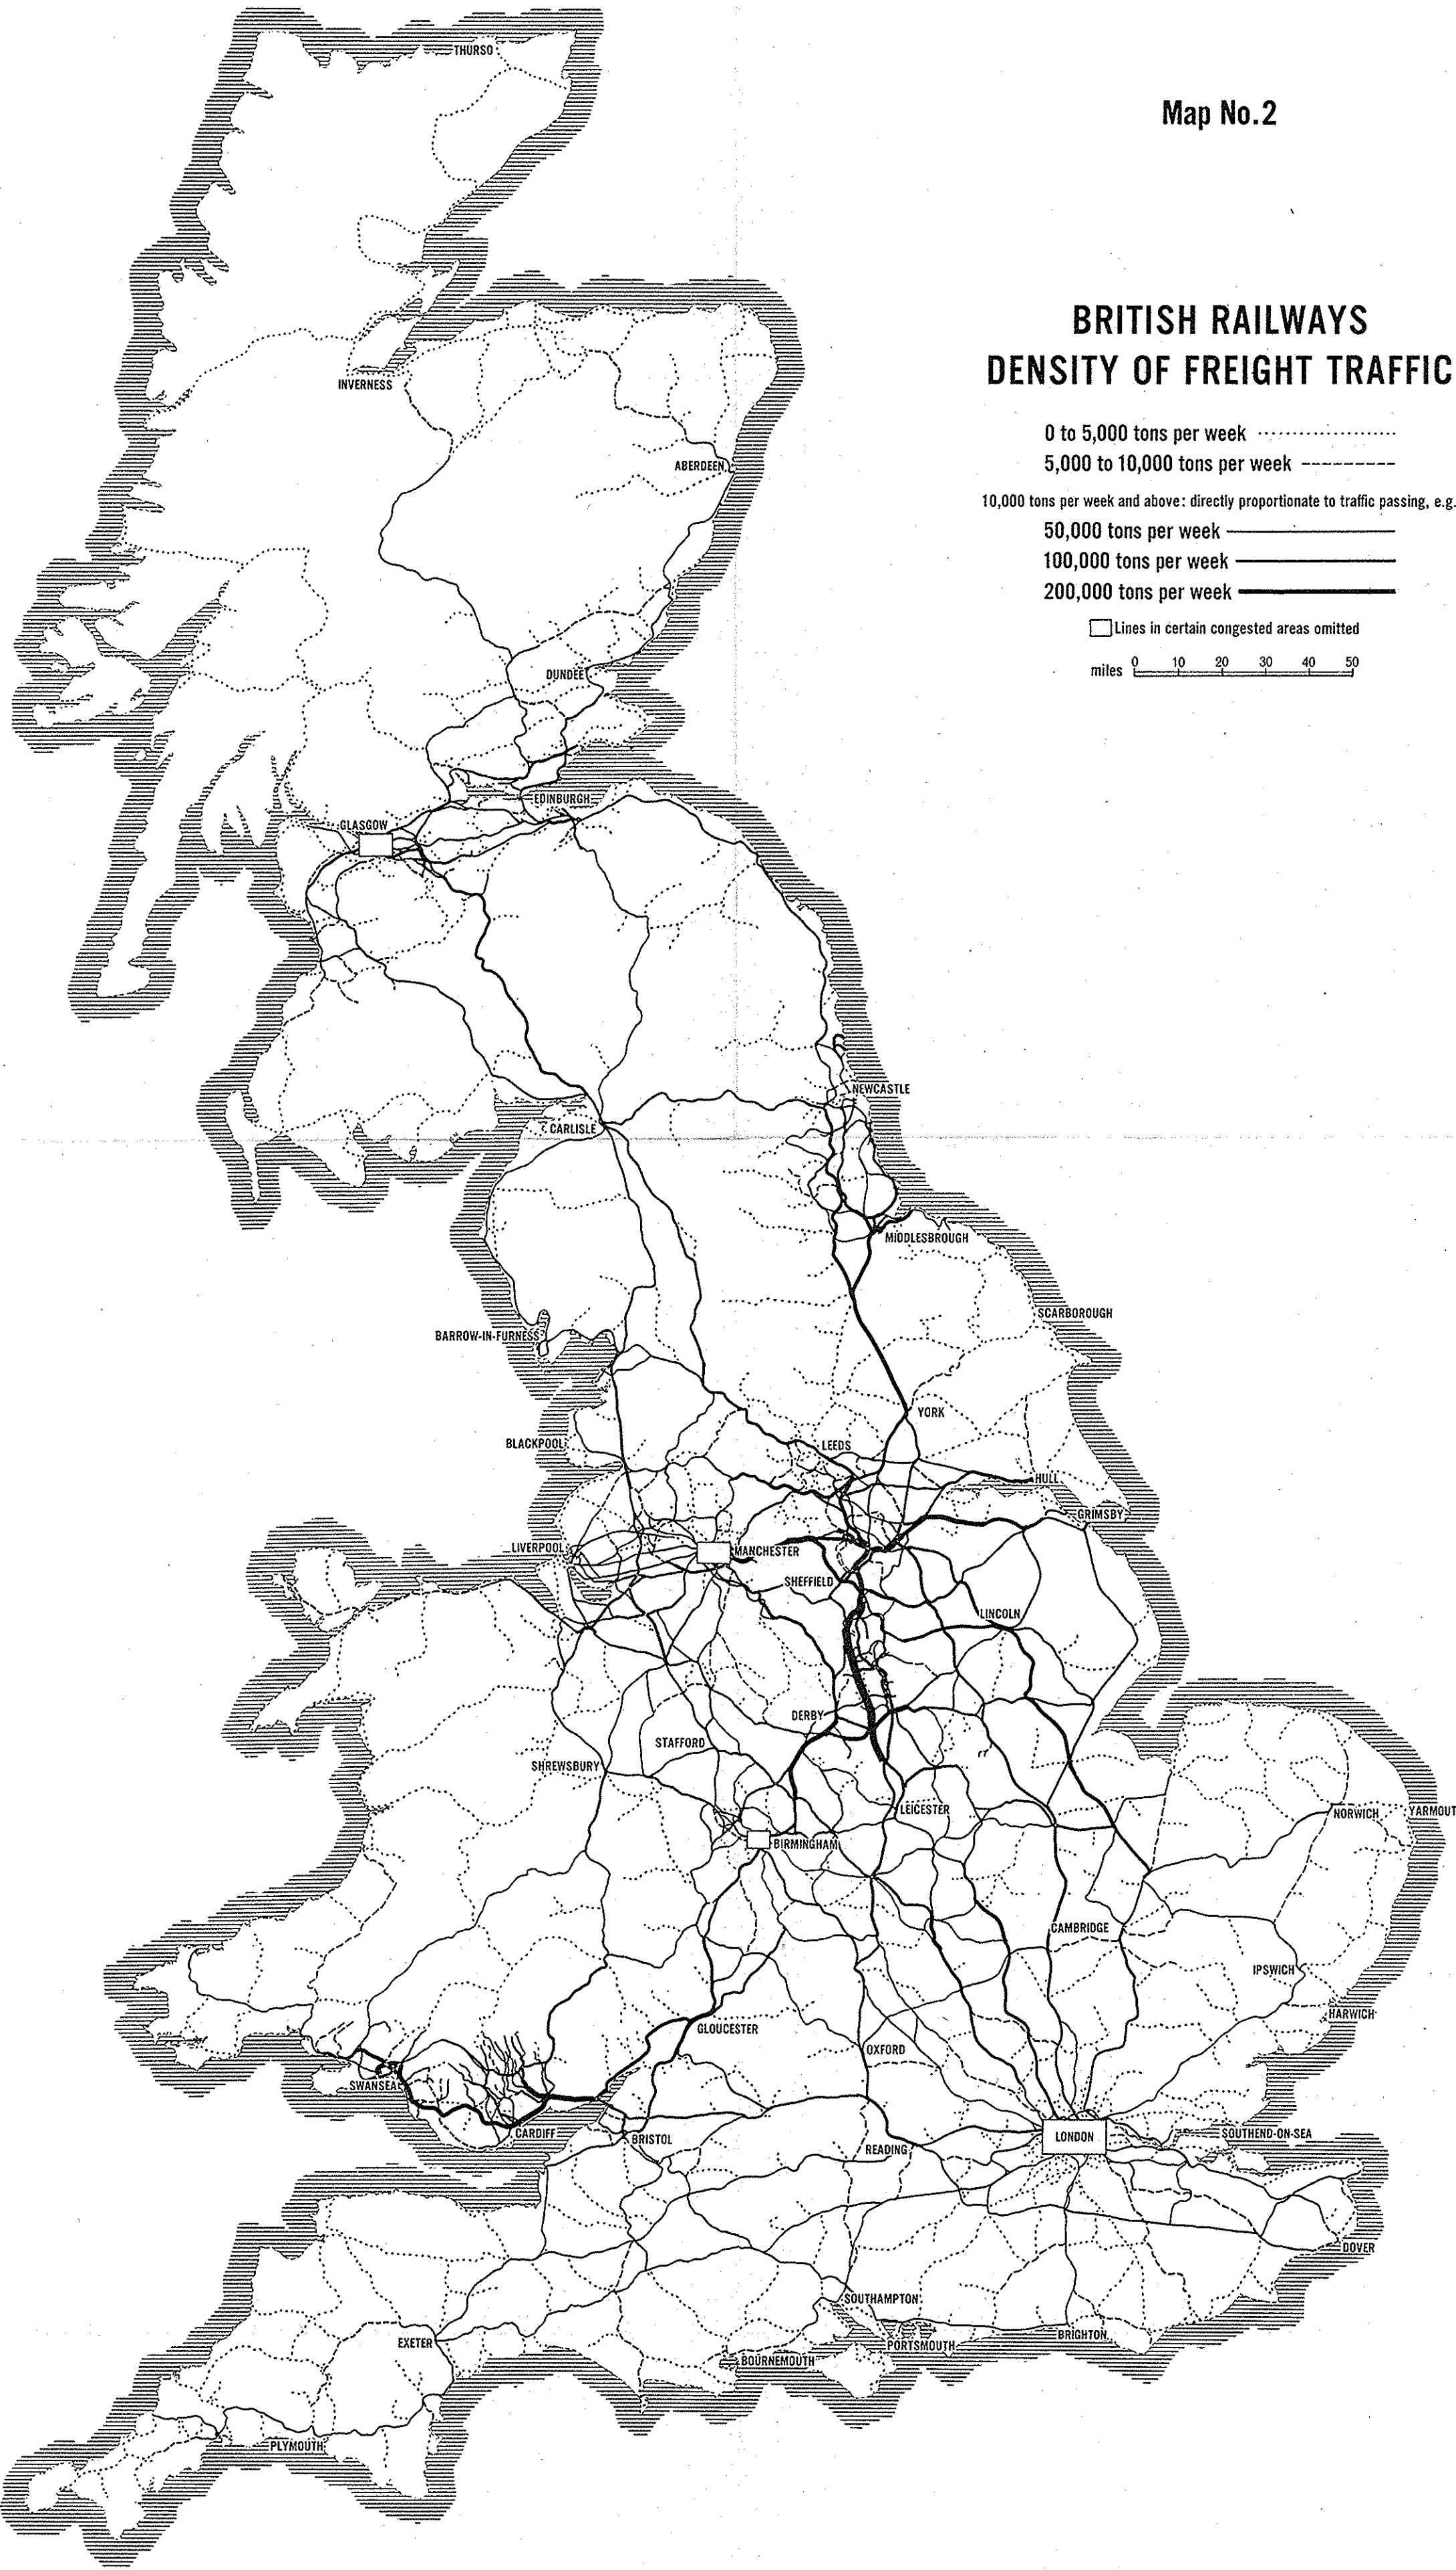 Map No.2
BRITISH RAILWAYS
DENSITY OF FREIGHT TRAFFIC
0 to 5,000 tons per week
5,000 to 10,000 tons per week
10,000 tons per week and above: directly proportionate to traffic passing, e.g.
50,000 tons per week
100,000 tons per week
200,000 tons per week
Lines in certain congested areas omitted
miles 0 10 20 30 40 50
THURSO
INVERNESS
ABERDEEN
DUNDEE
EDINBURGH
GLASGOW
NEWCASTLE
CARLISLE
MIDDLESBROUGH
SCARBOROUGH
BARROW-IN-FURNESS
YORK
BLACKPOOL
LEEDS
HULL
GRIMSBY
LIVERPOOL
MANCHESTER
SHEFFIELD
LINCOLN
DERBY
STAFFORD
SHREWSBURY
LEICESTER
NORWICH
YARMOUT
BIRMINGHAM
CAMBRIDGE
IPSWICH
HARWICH
GLOUCESTER
OXFORD
SWANSEA
CARDIFF
BRISTOL
READING
LONDON
SOUTHEND-ON-SEA
DOVER
SOUTHAMPTON
BRIGHTON
PORTSMOUTH
EXETER
BOURNEMOUTH
PLYMOUTH